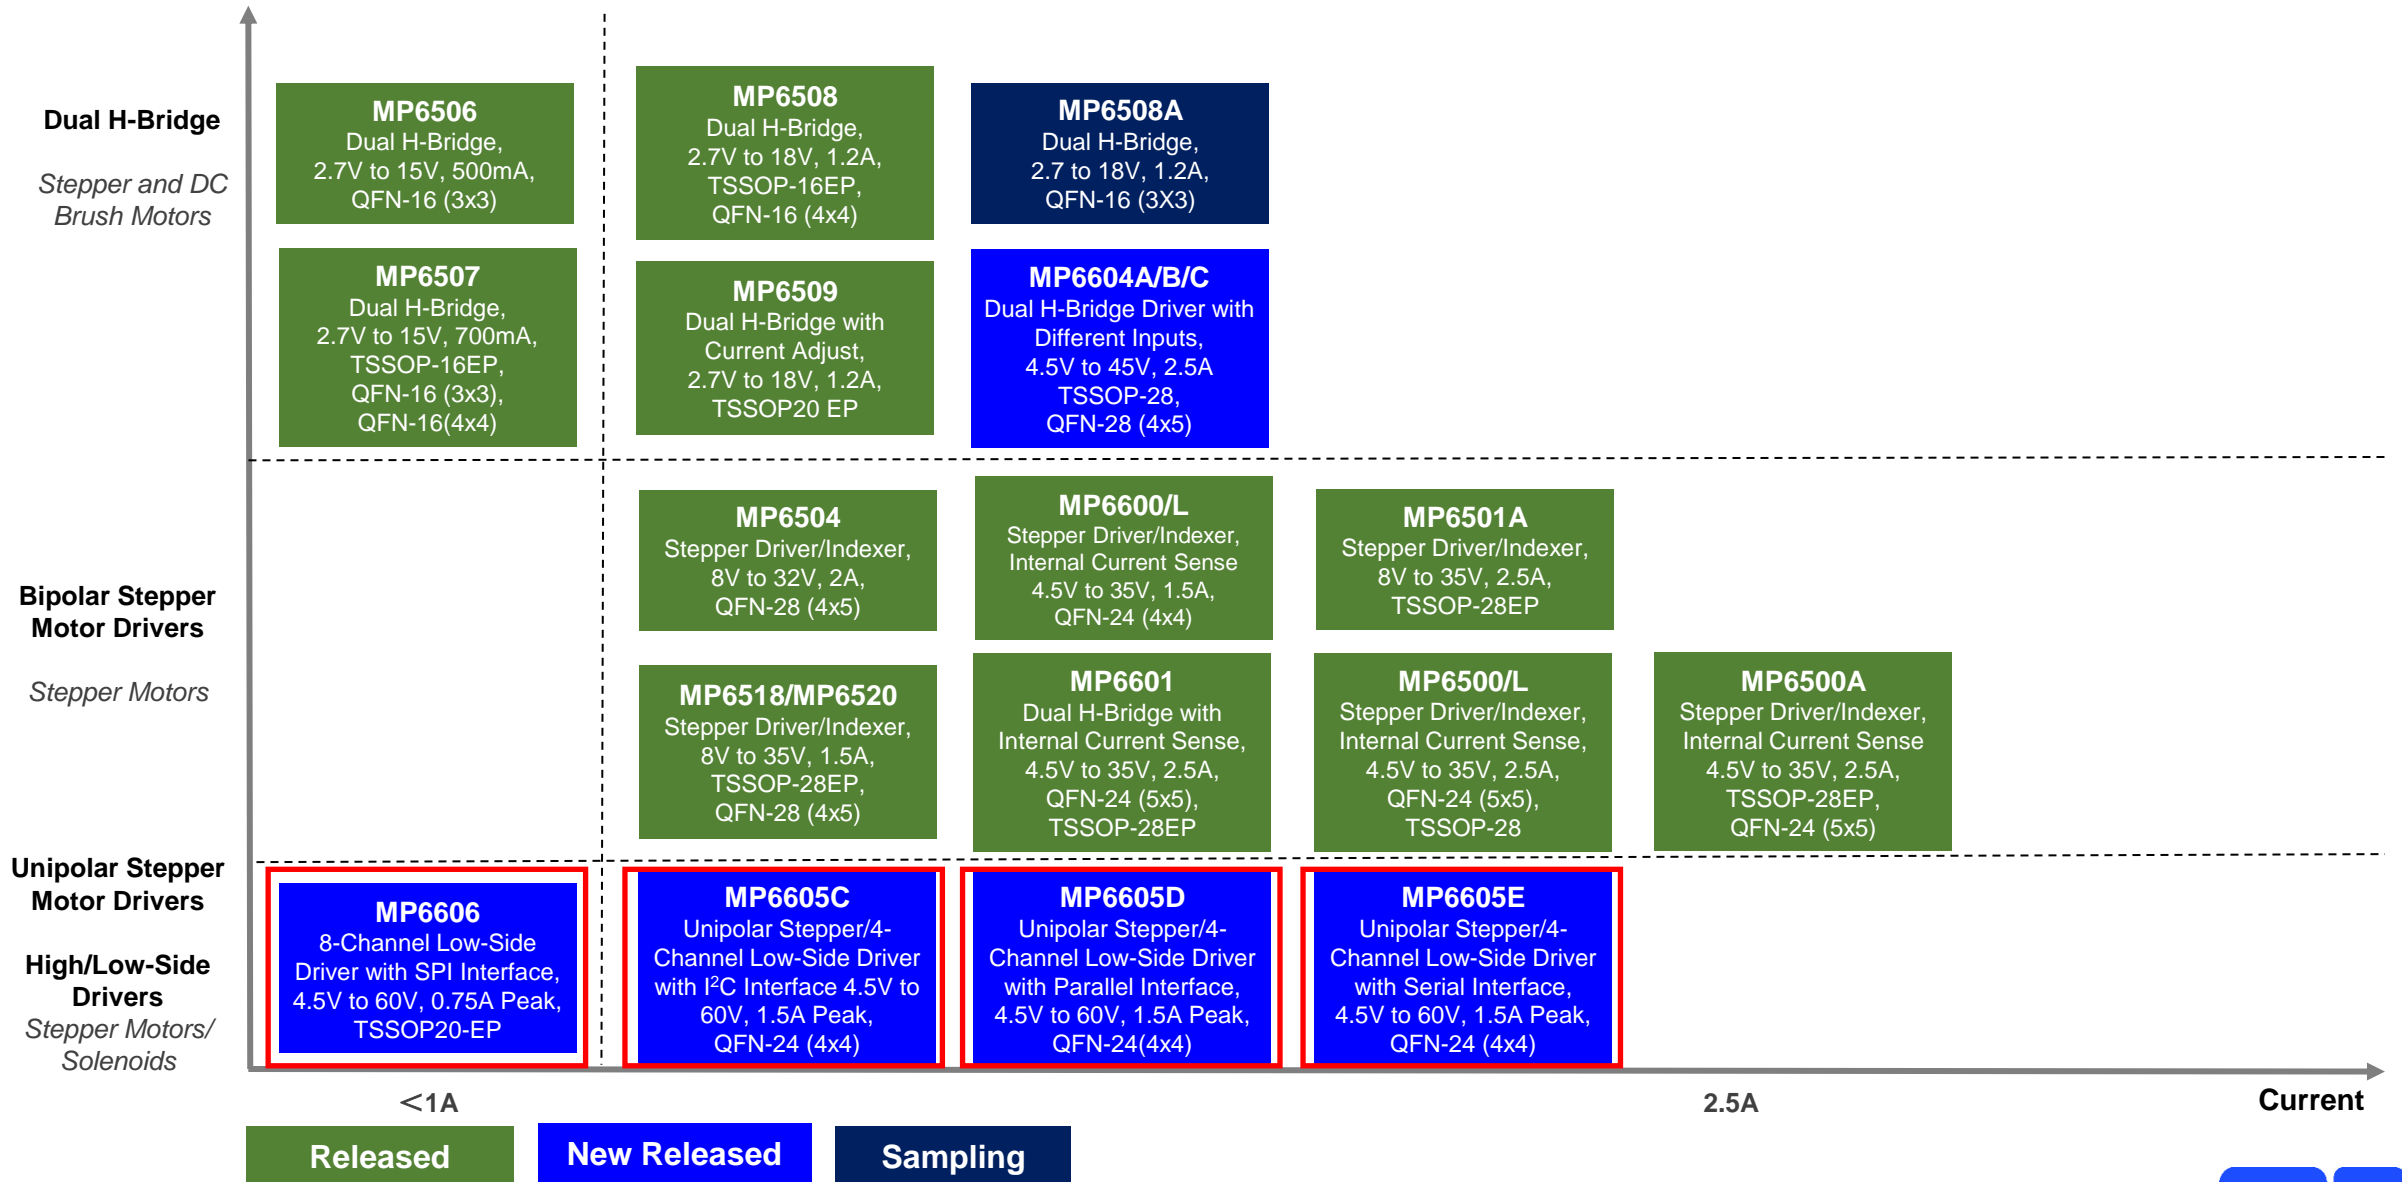 Dual H-Bridge
Stepper and DC
Brush Motors
MP6506
Dual H-Bridge,
2.7V to 15V, 500mA,
QFN-16 (3x3)
MP6508
Dual H-Bridge,
2.7V to 18V, 1.2A,
TSSOP-16EP,
QFN-16 (4x4)
MP6508A
Dual H-Bridge,
2.7 to 18V, 1.2A,
QFN-16 (3X3)
MP6507
Dual H-Bridge,
2.7V to 15V, 700mA,
TSSOP-16EP,
QFN-16 (3x3),
QFN-16(4x4)
MP6509
Dual H-Bridge with
Current Adjust,
2.7V to 18V, 1.2A,
TSSOP20 EP
MP6604A/B/C
Dual H-Bridge Driver with
Different Inputs,
4.5V to 45V, 2.5A
TSSOP-28,
QFN-28 (4x5)
Bipolar Stepper
Motor Drivers
Stepper Motors
MP6504
Stepper Driver/Indexer,
8V to 32V, 2A,
QFN-28 (4x5)
MP6600/L
Stepper Driver/Indexer,
Internal Current Sense
4.5V to 35V, 1.5A,
QFN-24 (4x4)
MP6501A
Stepper Driver/Indexer,
8V to 35V, 2.5A,
TSSOP-28EP
MP6518/MP6520
Stepper Driver/Indexer,
8V to 35V, 1.5A,
TSSOP-28EP,
QFN-28 (4x5)
MP6601
Dual H-Bridge with
Internal Current Sense,
4.5V to 35V, 2.5A,
QFN-24 (5x5),
TSSOP-28EP
MP6500/L
Stepper Driver/Indexer,
Internal Current Sense,
4.5V to 35V, 2.5A,
QFN-24 (5x5),
TSSOP-28
MP6500A
Stepper Driver/Indexer,
Internal Current Sense
4.5V to 35V, 2.5A,
TSSOP-28EP,
QFN-24 (5x5)
Unipolar Stepper
Motor Drivers
High/Low-Side
Drivers
Stepper Motors/
Solenoids
MP6606
8-Channel Low-Side
Driver with SPI Interface,
4.5V to 60V, 0.75A Peak,
TSSOP20-EP
MP6605C
Unipolar Stepper/4-
Channel Low-Side Driver
with I²C Interface 4.5V to
60V, 1.5A Peak,
QFN-24 (4x4)
MP6605D
Unipolar Stepper/4-
Channel Low-Side Driver
with Parallel Interface,
4.5V to 60V, 1.5A Peak,
QFN-24(4x4)
MP6605E
Unipolar Stepper/4-
Channel Low-Side Driver
with Serial Interface,
4.5V to 60V, 1.5A Peak,
QFN-24 (4x4)
<1A
2.5A
Current
Released
New Released
Sampling